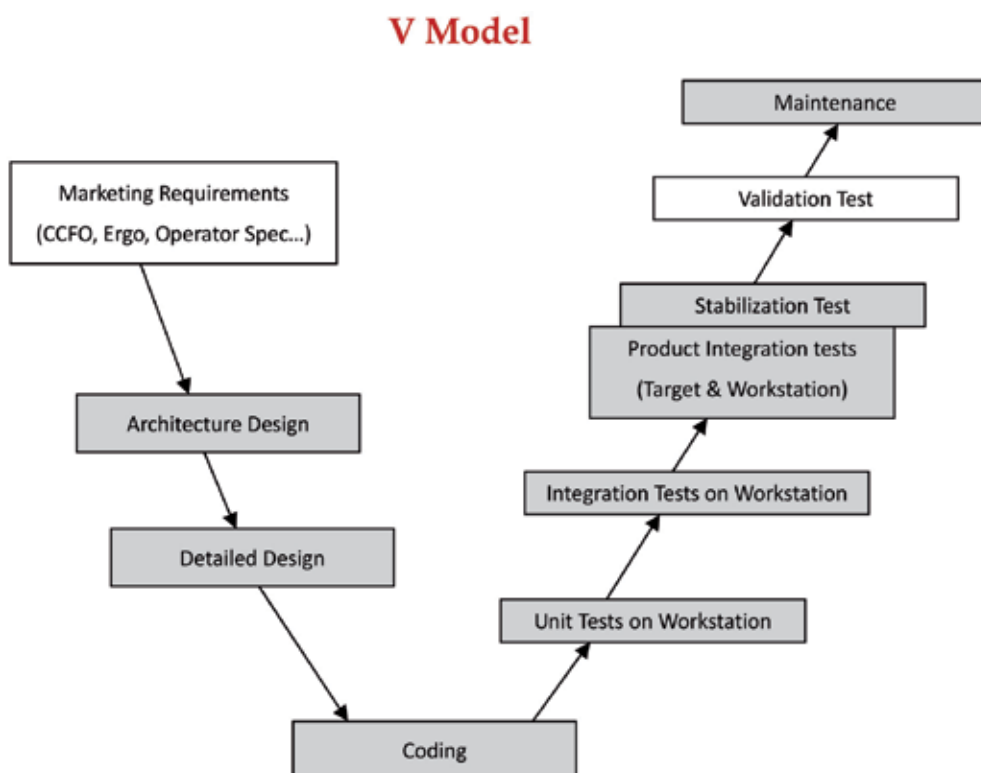 V Model
Maintenance
Marketing Requirements
(CCFO, Ergo, Operator Spec...)
Validation Test
Stabilization Test
Product Integration tests
(Target & Workstation)
Architecture Design
Integration Tests on Workstation
Detailed Design
Unit Tests on Workstation
Coding